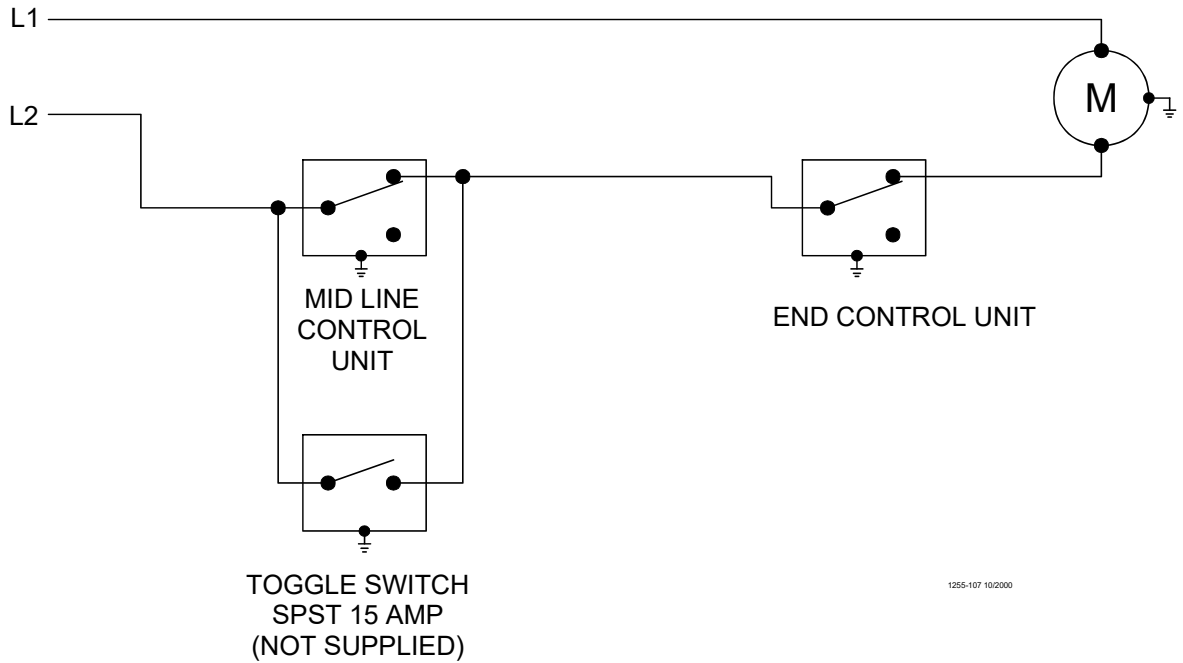 L1
M
L2
MID LINE
CONTROL
UNIT
END CONTROL UNIT
TOGGLE SWITCH
SPST 15 AMP
(NOT SUPPLIED)
1255-107 10/2000